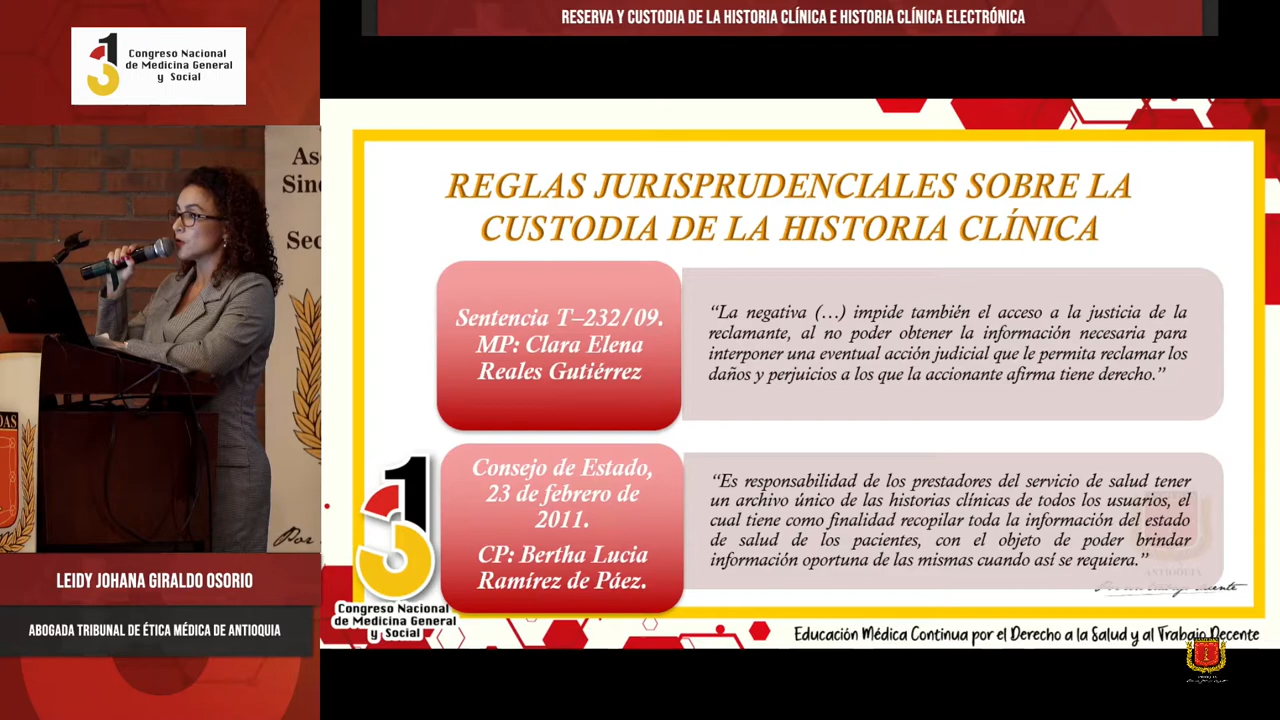 RESERVA Y CUSTODIA DE LA HISTORIA CLÍNICA E HISTORIA CLÍNICA ELECTRÓNICA
13
Congreso Nacional
de Medicina General
y Social
As
Sin
Sec
REGLAS JURISPRUDENCIALES SOBRE LA
CUSTODIA DE LA HISTORIA CLÍNICA
Sentencia T–232/09.
MP: Clara Elena
Reales Gutiérrez
“La negativa (…) impide también el acceso a la justicia de la
reclamante, al no poder obtener la información necesaria para
interponer una eventual acción judicial que le permita reclamar los
daños y perjuicios a los que la accionante afirma tiene derecho.”
Consejo de Estado,
23 de febrero de
2011.
CP: Bertha Lucia
Ramírez de Páez.
“Es responsabilidad de los prestadores del servicio de salud tener
un archivo único de las historias clínicas de todos los usuarios, el
cual tiene como finalidad recopilar toda la información del estado
de salud de los pacientes, con el objeto de poder brindar
información oportuna de las mismas cuando así se requiera.”
ANTIOQUIA
13
Congreso Nacional
de Medicina General
y Social
Educación Médica Continua por el Derecho a la Salud y al Trabajo Decente
Por
LEIDY JOHANA GIRALDO OSORIO
ABOGADA TRIBUNAL DE ÉTICA MÉDICA DE ANTIOQUIA